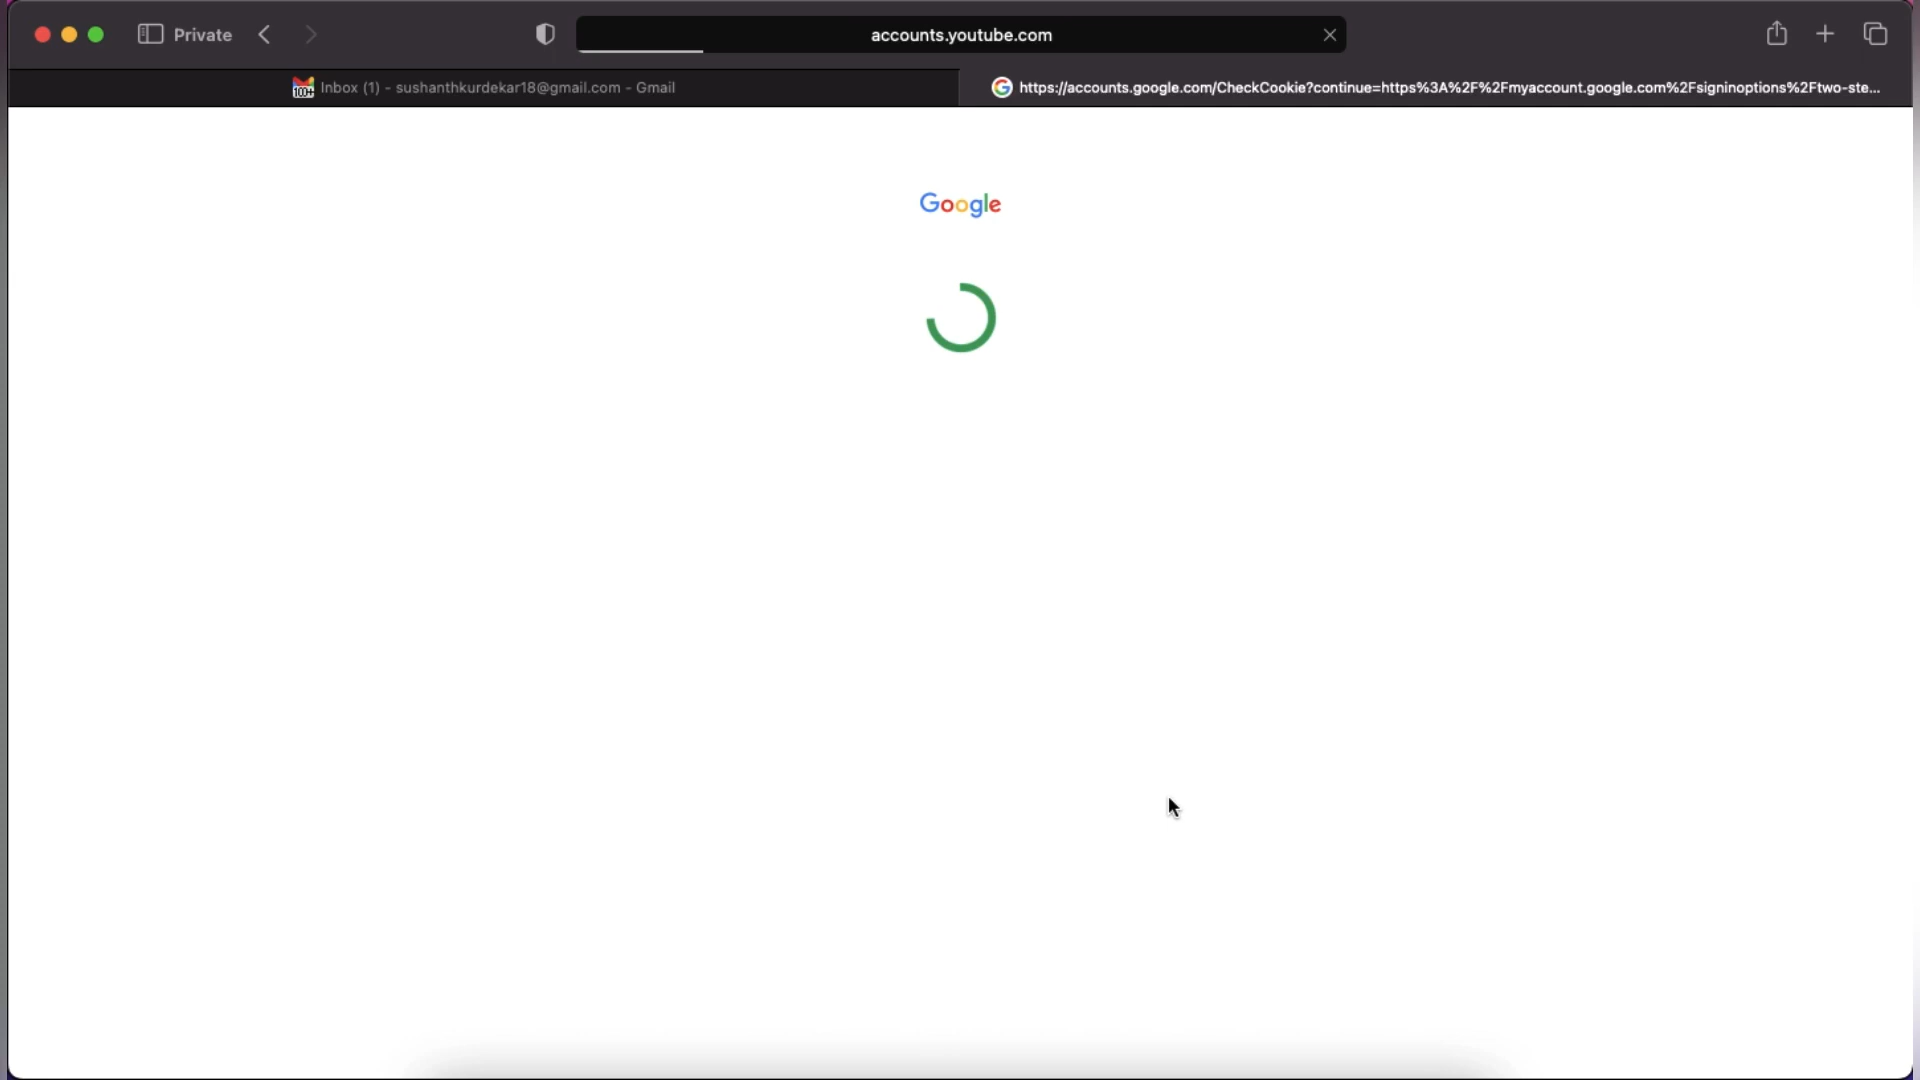 Private
accounts.youtube.com
100+
Inbox (1) - sushanthkurdekar18@gmail.com - Gmail
https://accounts.google.com/CheckCookie?continue=https%3A%2F%2Fmyaccount.google.com%2Fsigninoptions%2Ftwo-ste...
Google